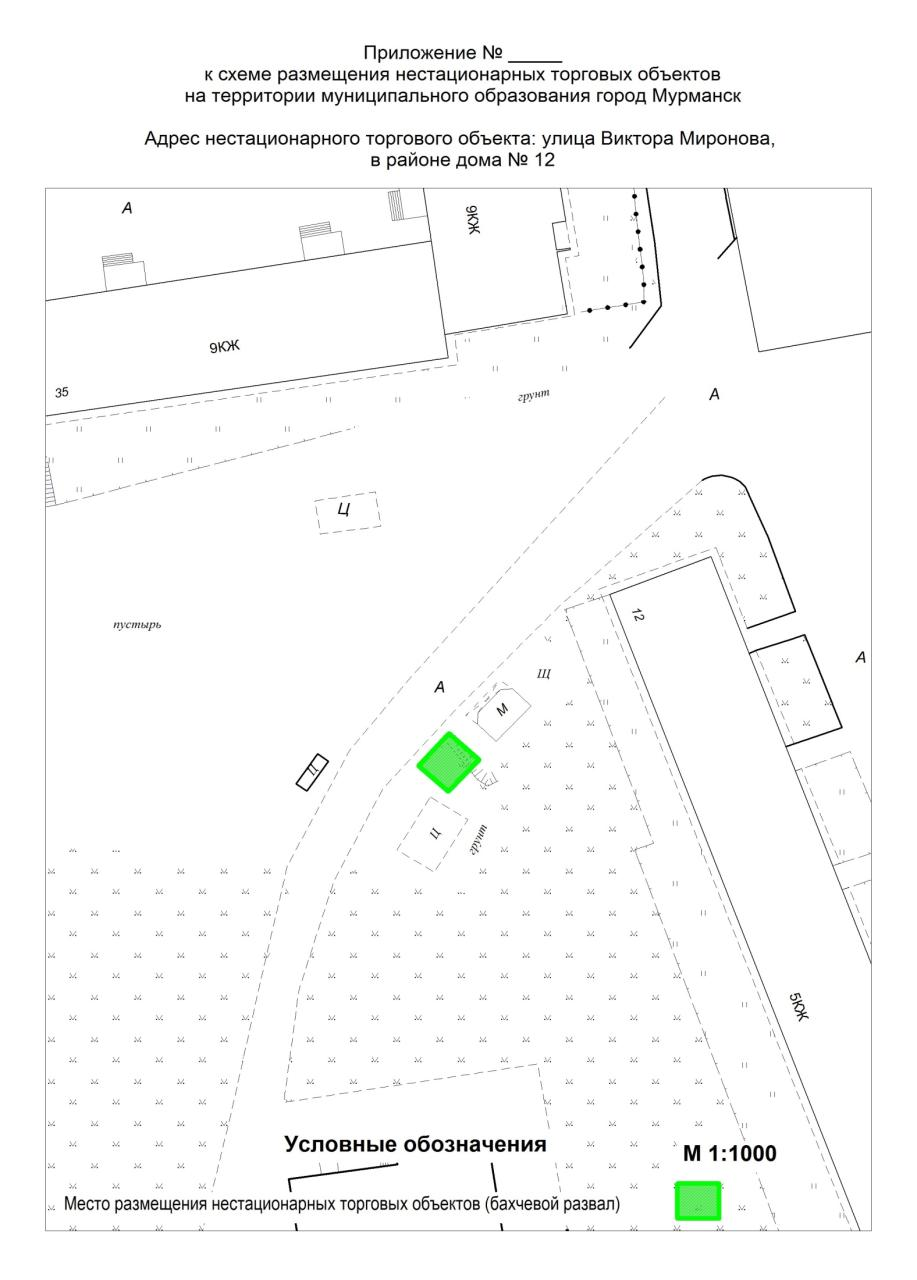 Приложение № _____
к схеме размещения нестационарных торговых объектов
на территории муниципального образования город Мурманск
Адрес нестационарного торгового объекта: улица Виктора Миронова,
в районе дома № 12
А
9КЖ
9КЖ
35
грунт
А
Ц
12
пустырь
А
Щ
А
М
Ц
Ц
грунт
5КЖ
Условные обозначения
М 1:1000
Место размещения нестационарных торговых объектов (бахчевой развал)